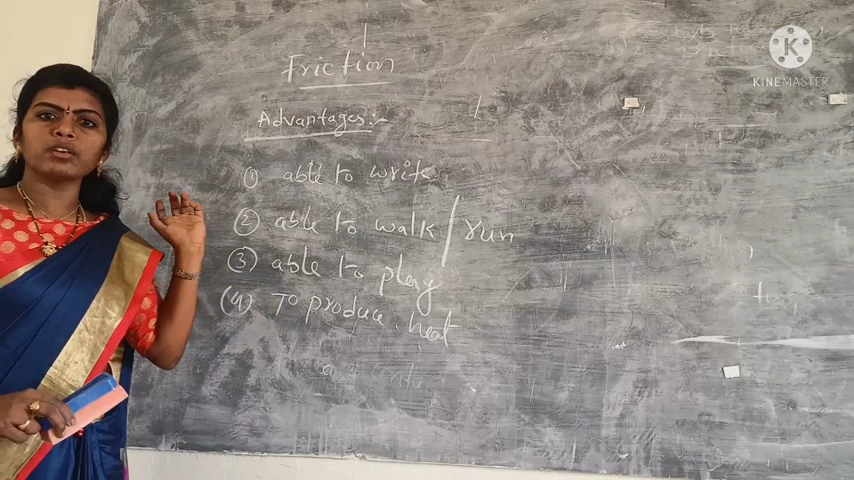 Friction
Advantages:-
① able to write.
② able to walk / run
③ able to play
(4) To produce heat
KINEMASTER